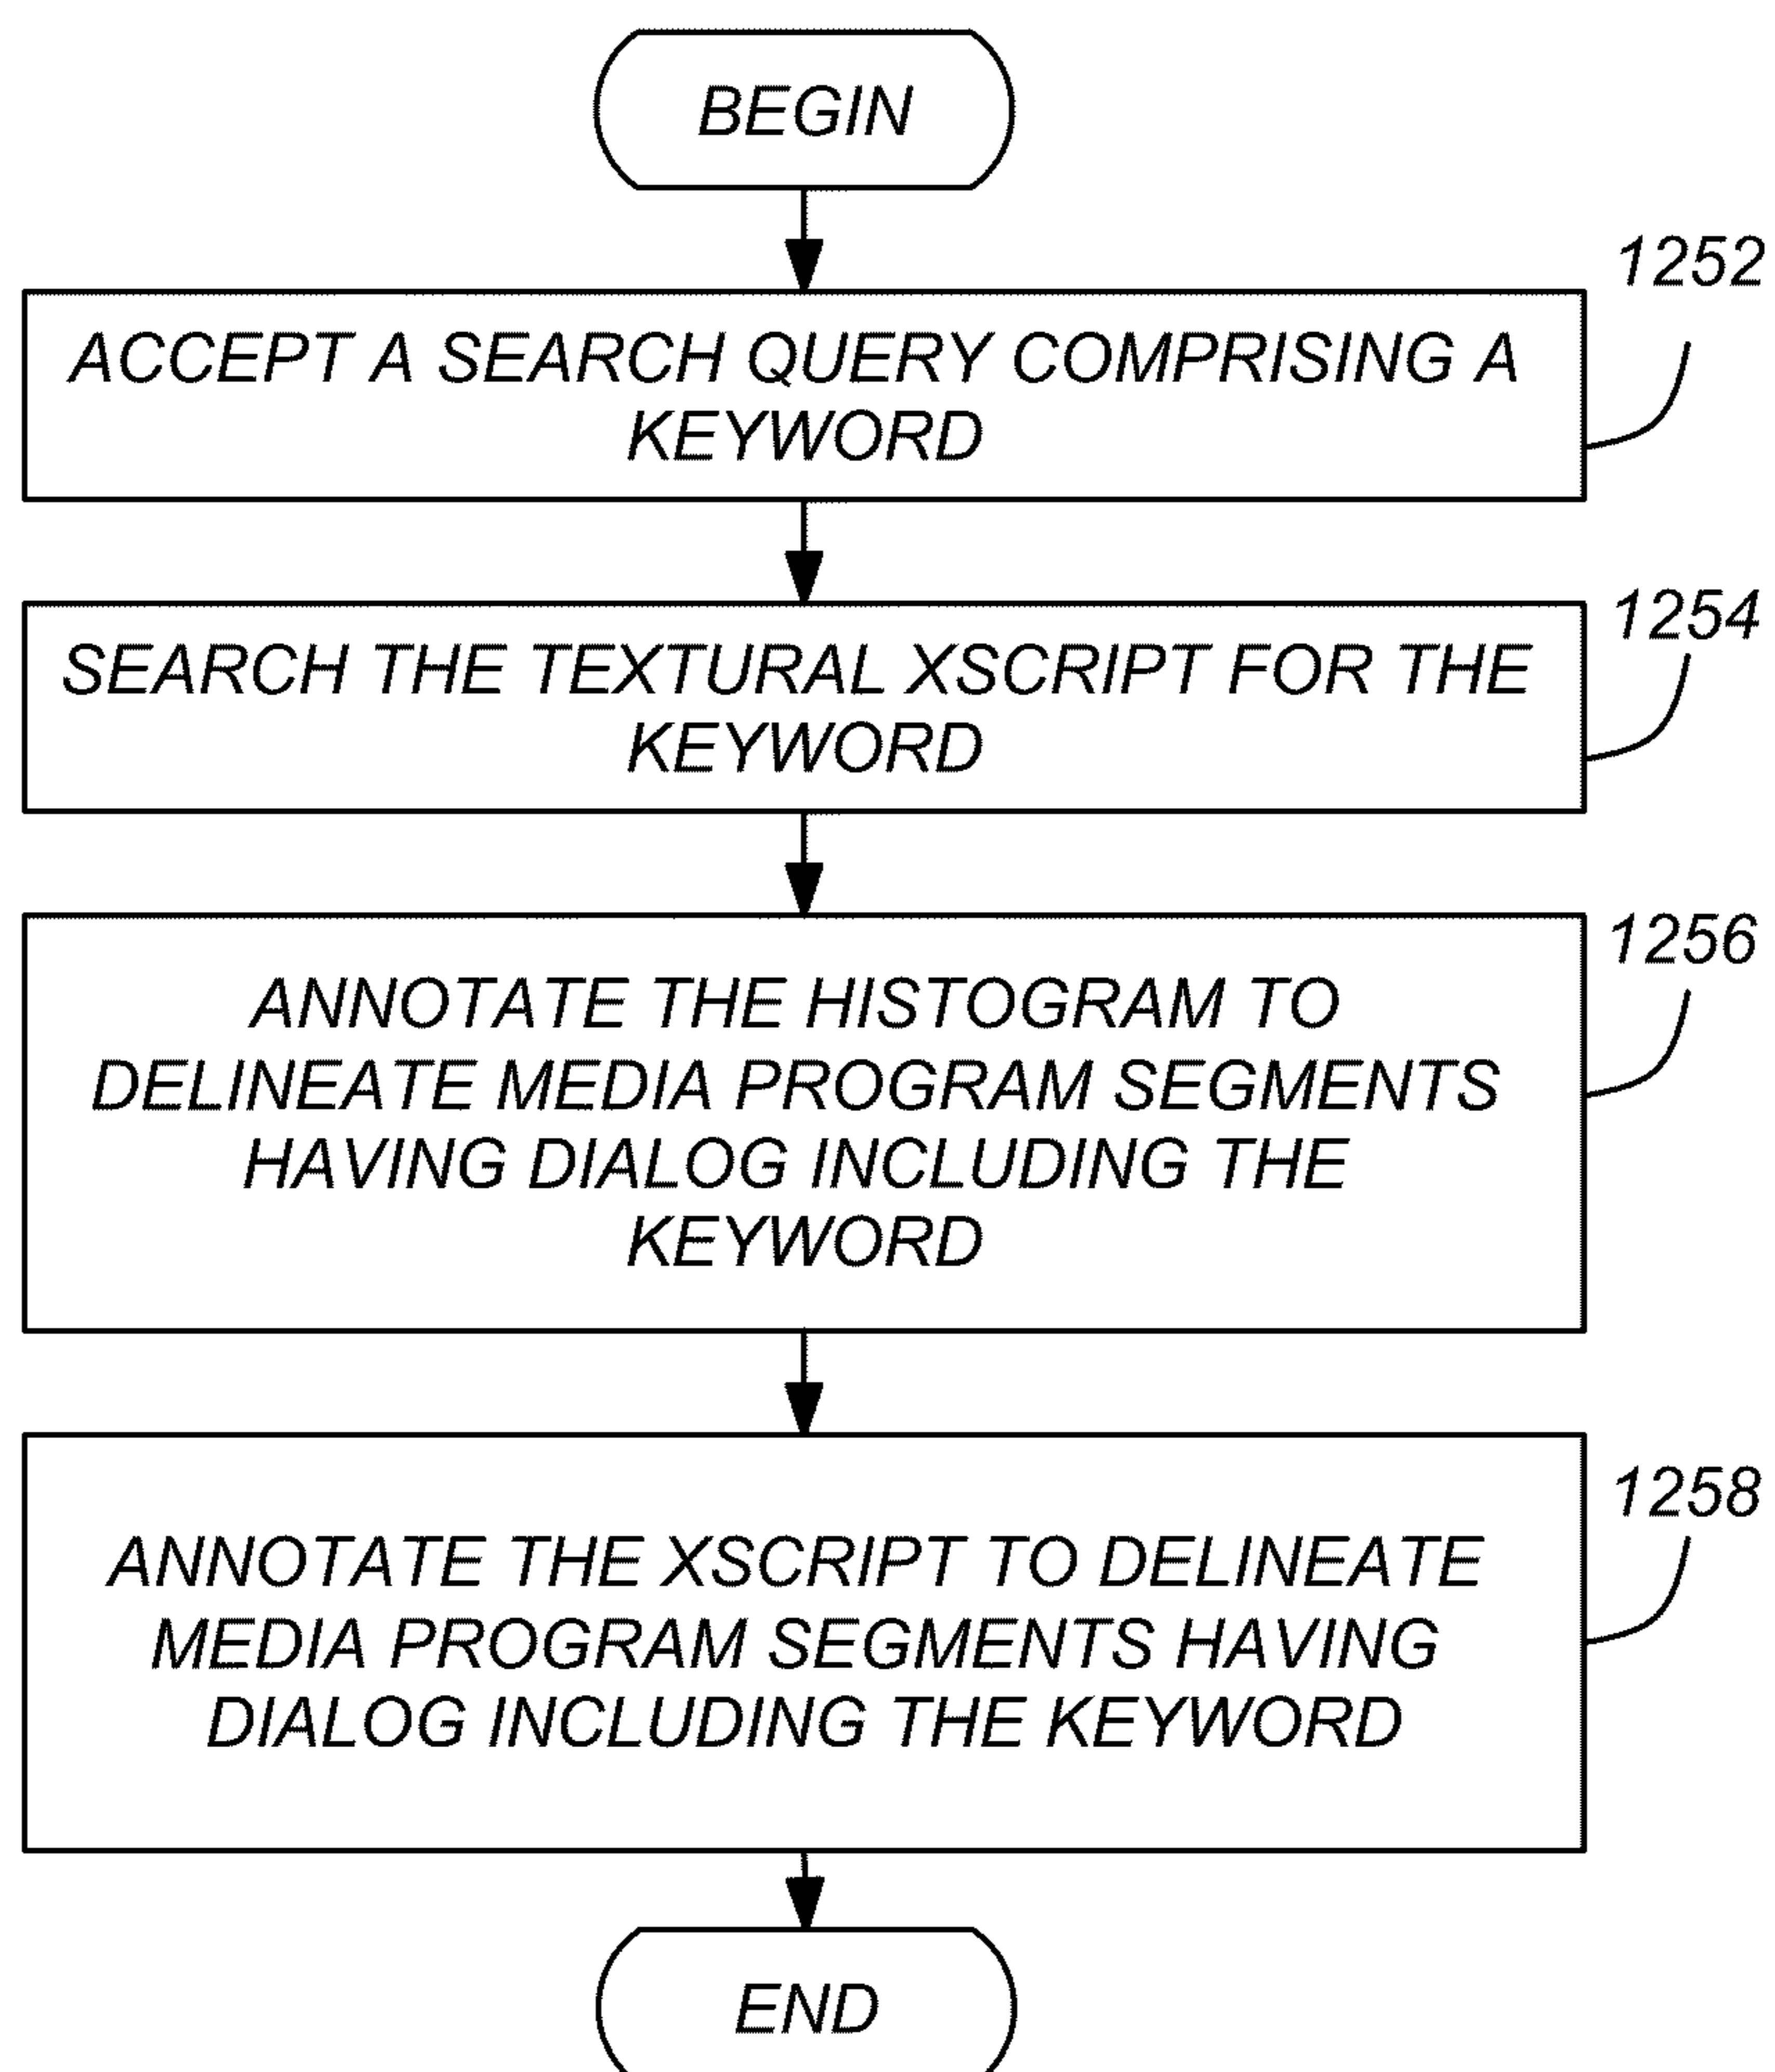 BEGIN
1252
ACCEPT A SEARCH QUERY COMPRISING A
KEYWORD
1254
SEARCH THE TEXTURAL XSCRIPT FOR THE
KEYWORD
1256
ANNOTATE THE HISTOGRAM TO
DELINEATE MEDIA PROGRAM SEGMENTS
HAVING DIALOG INCLUDING THE
KEYWORD
1258
ANNOTATE THE XSCRIPT TO DELINEATE
MEDIA PROGRAM SEGMENTS HAVING
DIALOG INCLUDING THE KEYWORD
END